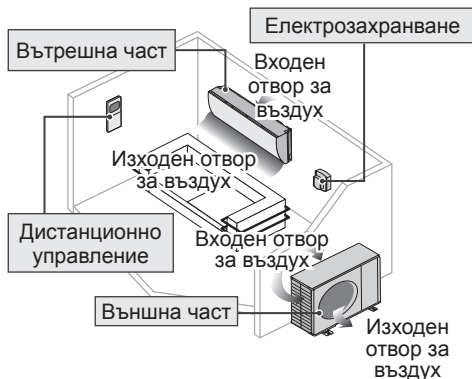 Електрозахранване
Вътрешна част
Входен
отвор за
въздух
Изходен отвор
за въздух
Дистанционно
управление
Входен отвор
за въздух
Външна част
Изходен
отвор за
въздух